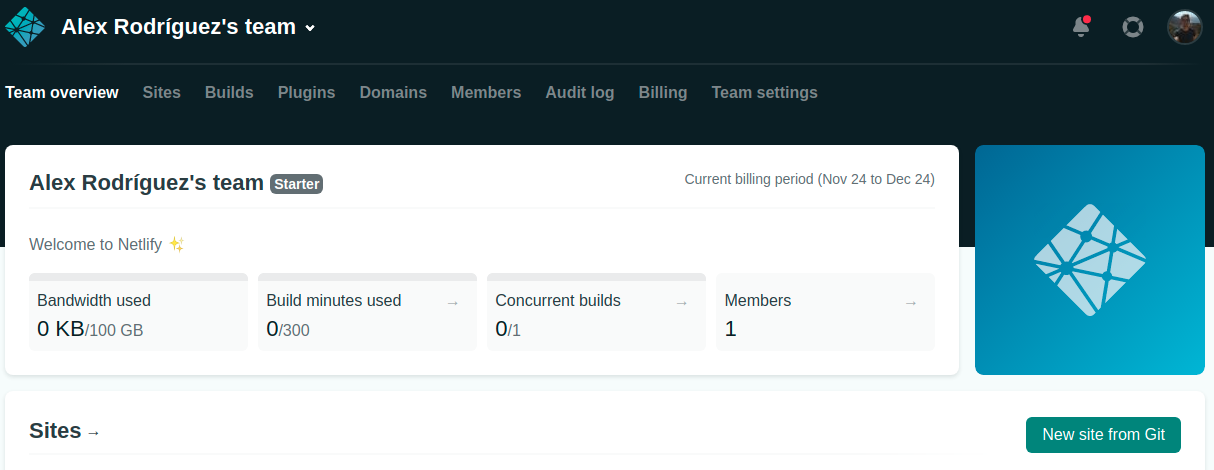 Alex Rodríguez's team
Team overview Sites Builds Plugins Domains Members Audit log Billing Team settings
Alex Rodríguez's team Starter
Current billing period (Nov 24 to Dec 24)
Welcome to Netlify ✨
Bandwidth used
0 KB/100 GB
Build minutes used →
0/300
Concurrent builds →
0/1
Members →
1
Sites →
New site from Git